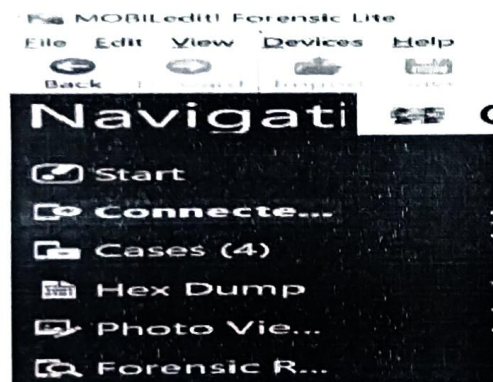 MOBILedit! Forensic Lite
File Edit View Devices Help
Back
Navigati
Start
Connecte...
Cases (4)
Hex Dump
Photo Vie...
Forensic R...